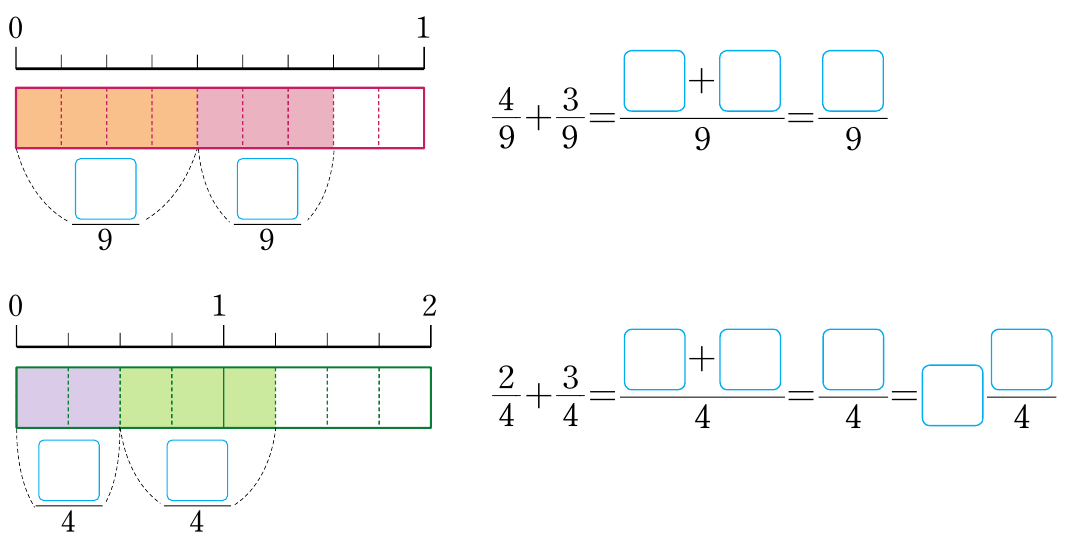 0 1
4/9 + 3/9 = (□ + □)/9 = □/9
□/9 □/9
0 1 2
2/4 + 3/4 = (□ + □)/4 = □/4 = □ □/4
□/4 □/4